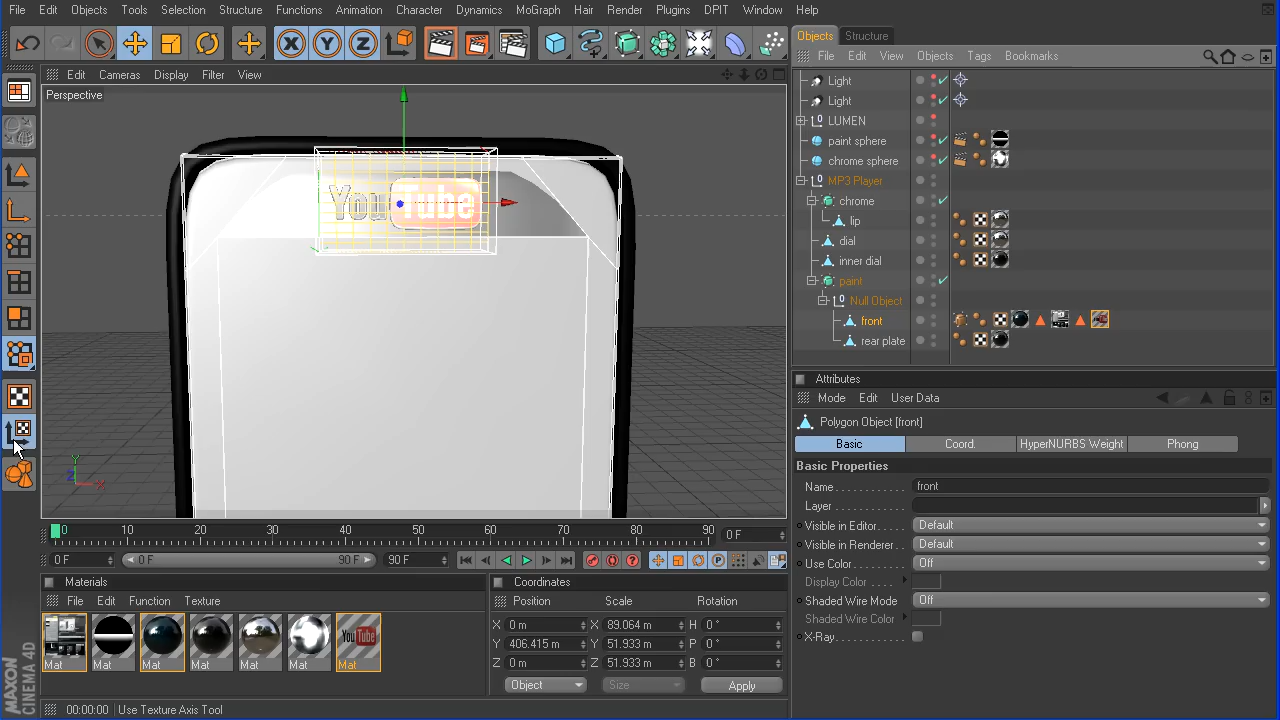 File Edit Objects Tools Selection Structure Functions Animation Character Dynamics MoGraph Hair Render Plugins DPIT Window Help
Objects Structure
File Edit View Objects Tags Bookmarks
Edit Cameras Display Filter View
Perspective
You Tube
Light
Light
LUMEN
paint sphere
chrome sphere
MP3 Player
chrome
lip
dial
inner dial
paint
Null Object
front
rear plate
Attributes
Mode Edit User Data
Polygon Object [front]
Basic Coord. HyperNURBS Weight Phong
Basic Properties
Name front
Layer
Visible in Editor Default
Visible in Renderer Default
Use Color Off
Display Color
Shaded Wire Mode Off
Shaded Wire Color
X-Ray
0 10 20 30 40 50 60 70 80 90 0 F
0 F 0 F 90 F 90 F
Materials
File Edit Function Texture
Mat Mat Mat Mat Mat Mat Mat
You Tube
Coordinates
Position Scale Rotation
X 0 m X 89.064 m H 0 °
Y 406.415 m Y 51.933 m P 0 °
Z 0 m Z 51.933 m B 0 °
Object Size Apply
MAXON
CINEMA 4D
00:00:00 Use Texture Axis Tool